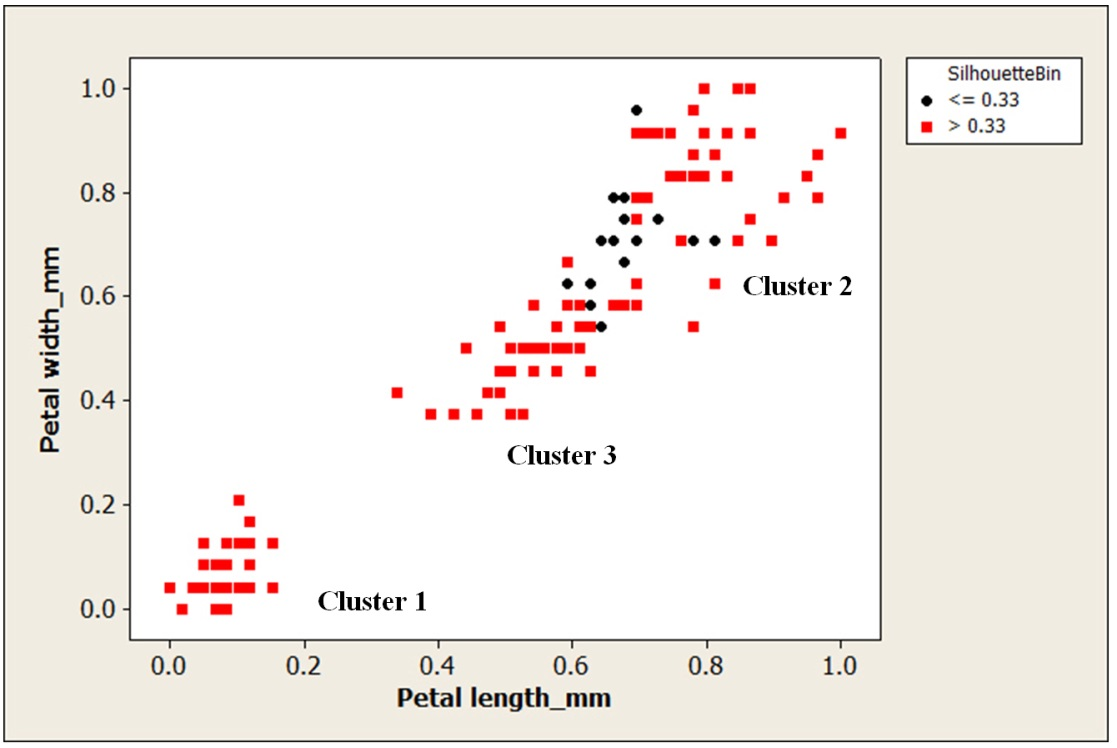 SilhouetteBin
<= 0.33
> 0.33
Petal width_mm
1.0
0.8
0.6
0.4
0.2
0.0
Cluster 2
Cluster 3
Cluster 1
0.0 0.2 0.4 0.6 0.8 1.0
Petal length_mm